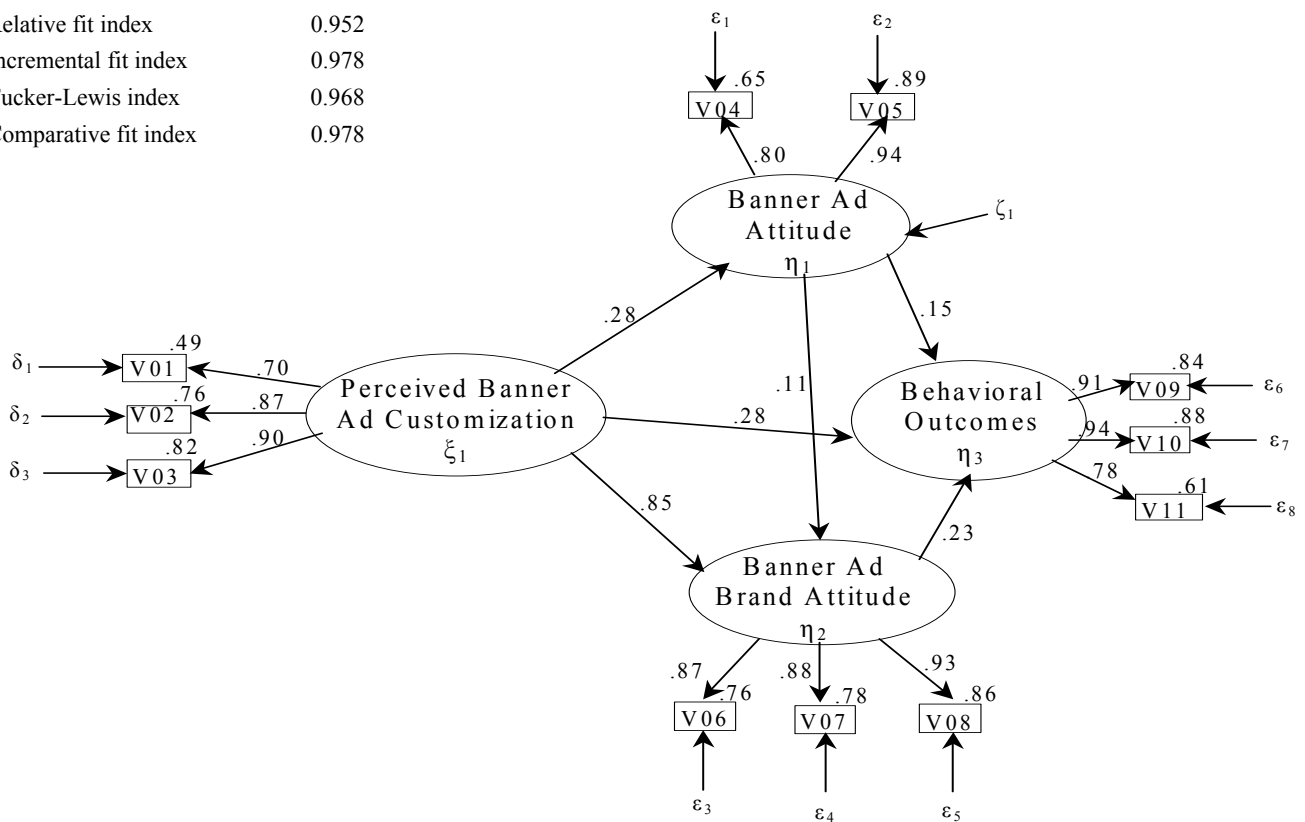 elative fit index 0.952
ncremental fit index 0.978
ucker-Lewis index 0.968
omparative fit index 0.978
ε1
ε2
.65
.89
V04
V05
.80
.94
Banner Ad
Attitude
η1
ζ1
.28
.15
.11
δ1
.49
V01
.70
δ2
.76
V02
.87
δ3
.82
V03
.90
Perceived Banner
Ad Customization
ξ1
.28
.85
Behavioral
Outcomes
η3
.91
.84
V09
ε6
.94
.88
V10
ε7
.78
.61
V11
ε8
.23
Banner Ad
Brand Attitude
η2
.87
.88
.93
.76
.78
.86
V06
V07
V08
ε3
ε4
ε5